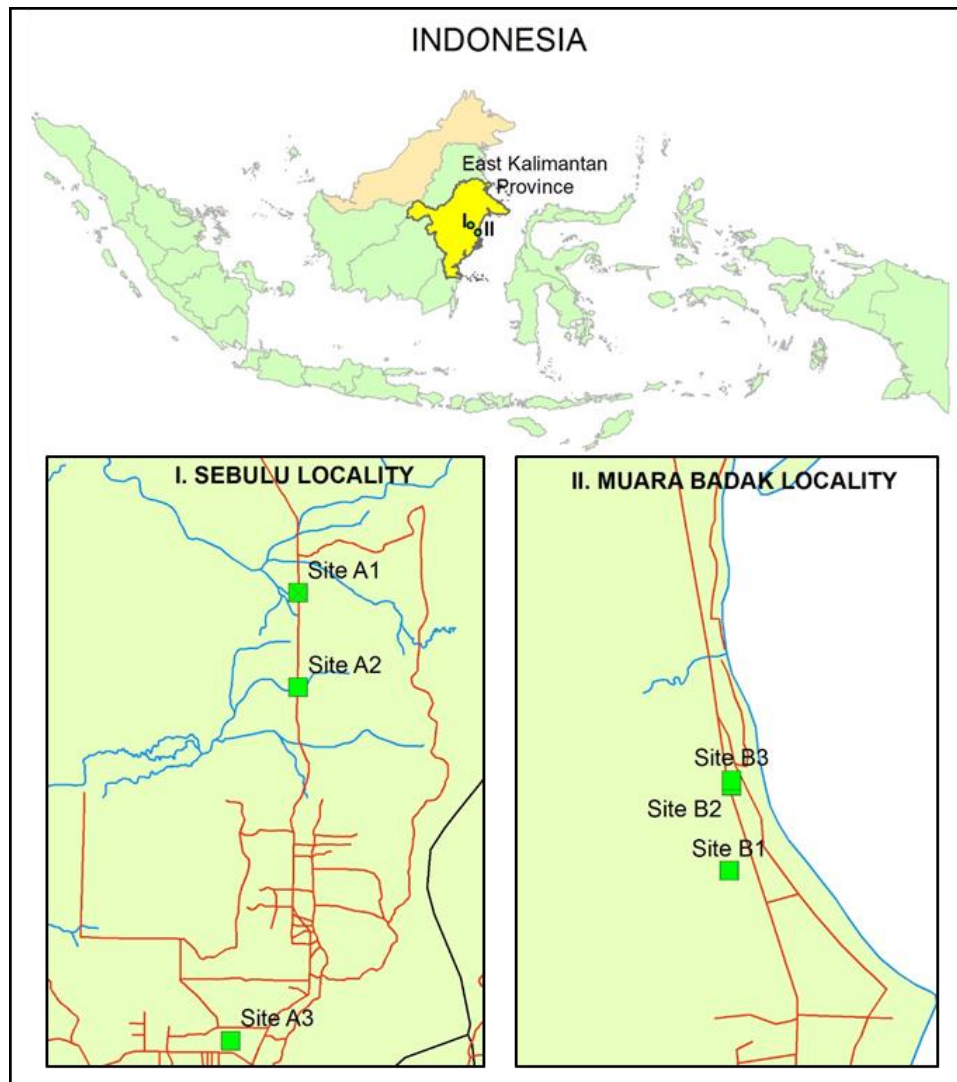 INDONESIA
East Kalimantan
Province
I
II
I. SEBULU LOCALITY
Site A1
Site A2
Site A3
II. MUARA BADAK LOCALITY
Site B3
Site B2
Site B1